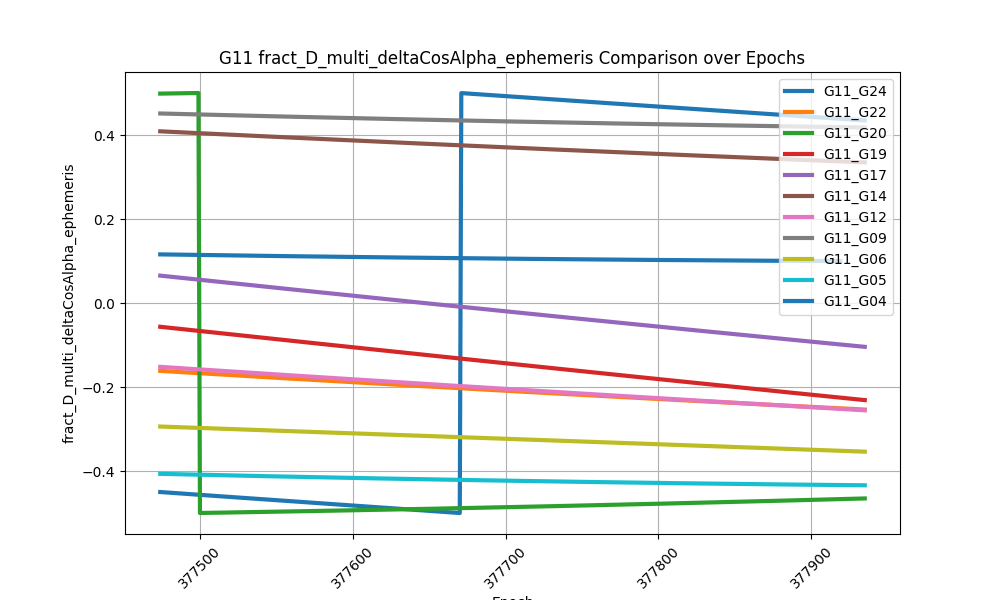 G11 fract_D_multi_deltaCosAlpha_ephemeris Comparison over Epochs
fract_D_multi_deltaCosAlpha_ephemeris
0.4
0.2
0.0
−0.2
−0.4
377500
377600
377700
377800
377900
Epoch
G11_G24
G11_G22
G11_G20
G11_G19
G11_G17
G11_G14
G11_G12
G11_G09
G11_G06
G11_G05
G11_G04